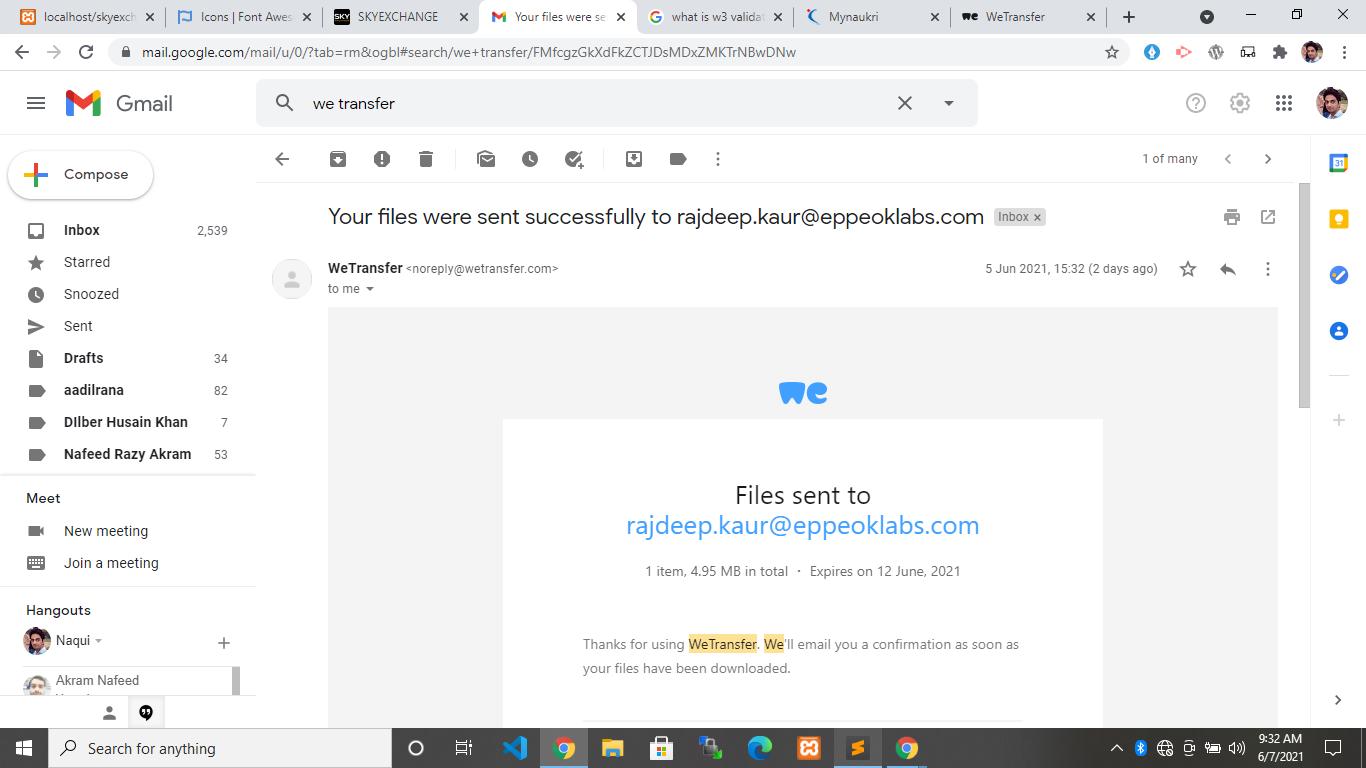 localhost/skyexch
Icons | Font Awes
SKYEXCHANGE
Your files were se
what is w3 validat
Mynaukri
WeTransfer
mail.google.com/mail/u/0/?tab=rm&ogbl#search/we+transfer/FMfcgzGkXdFkZCTJDsMDxZMKTrNBwDNw
Gmail
we transfer
Compose
1 of many
Your files were sent successfully to rajdeep.kaur@eppeoklabs.com
Inbox ×
Inbox 2,539
WeTransfer <noreply@wetransfer.com>
5 Jun 2021, 15:32 (2 days ago)
to me
Starred
Snoozed
Sent
Drafts 34
aadilrana 82
DIlber Husain Khan 7
Nafeed Razy Akram 53
Meet
New meeting
Join a meeting
Hangouts
Naqui
Akram Nafeed
we
Files sent to
rajdeep.kaur@eppeoklabs.com
1 item, 4.95 MB in total · Expires on 12 June, 2021
Thanks for using WeTransfer. We'll email you a confirmation as soon as
your files have been downloaded.
31
Search for anything
9:32 AM
6/7/2021